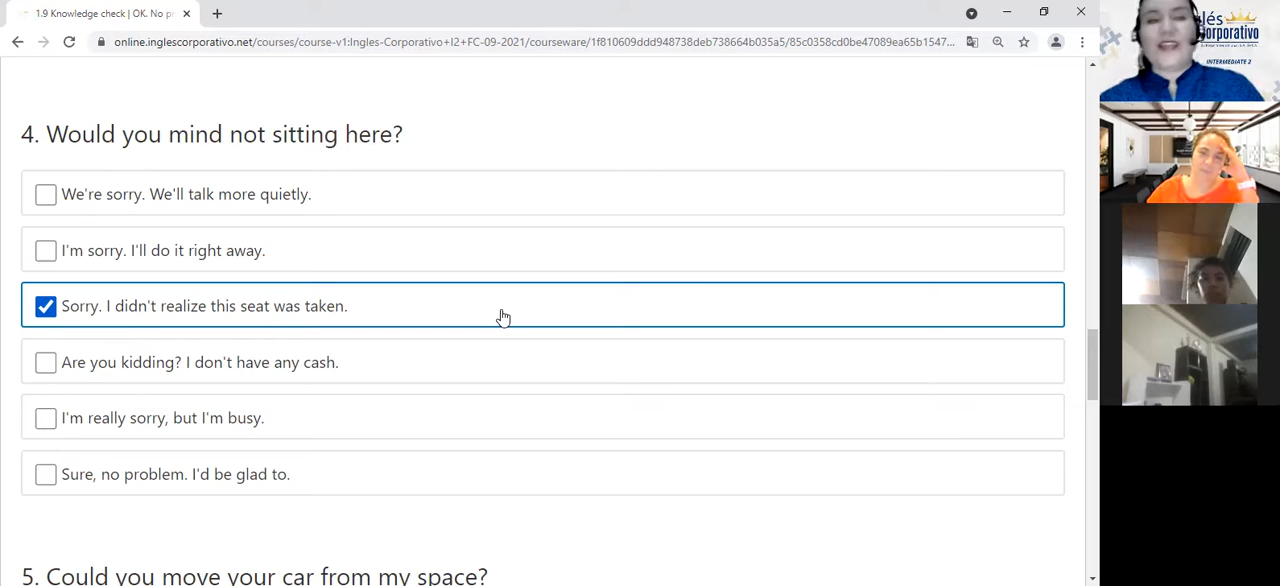 1.9 Knowledge check | OK. No pr
online.inglescorporativo.net/courses/course-v1:Ingles-Corporativo+I2+FC-09-2021/courseware/1f810609ddd948738deb738664b035a5/85c0358cd0be47089ea65b1547...
4. Would you mind not sitting here?
We're sorry. We'll talk more quietly.
I'm sorry. I'll do it right away.
Sorry. I didn't realize this seat was taken.
Are you kidding? I don't have any cash.
I'm really sorry, but I'm busy.
Sure, no problem. I'd be glad to.
5. Could you move your car from my space?
INTERMEDIATE 2